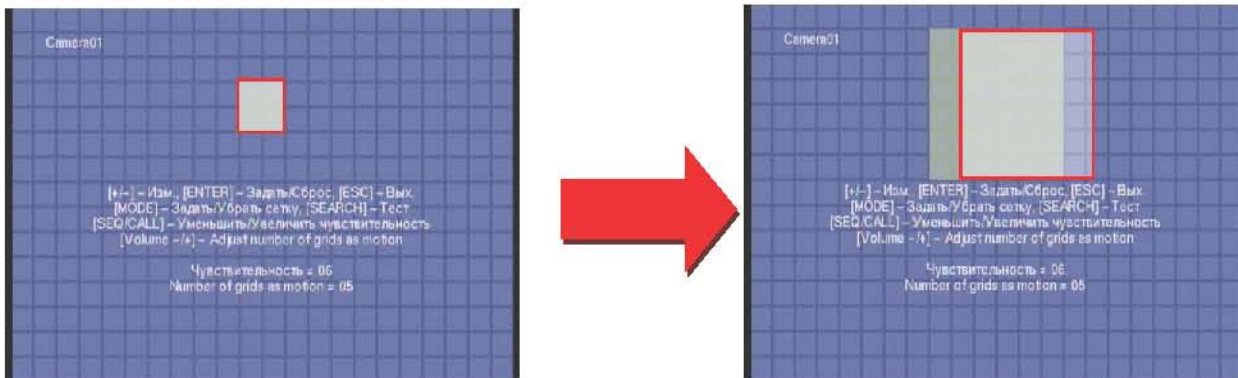 Camera01
[+/-] – Изм., [ENTER] – Задать/Сброс, [ESC] – Вых.
[MODE] – Задать/Убрать сетку, [SEARCH] – Тест
[SEQ/CALL] – Уменьшить/Увеличить чувствительность
[Volume –/+] – Adjust number of grids as motion
Чувствительность = 06
Number of grids as motion = 05
Camera01
[+/-] – Изм., [ENTER] – Задать/Сброс, [ESC] – Вых.
[MODE] – Задать/Убрать сетку, [SEARCH] – Тест
[SEQ/CALL] – Уменьшить/Увеличить чувствительность
[Volume –/+] – Adjust number of grids as motion
Чувствительность = 06
Number of grids as motion = 05